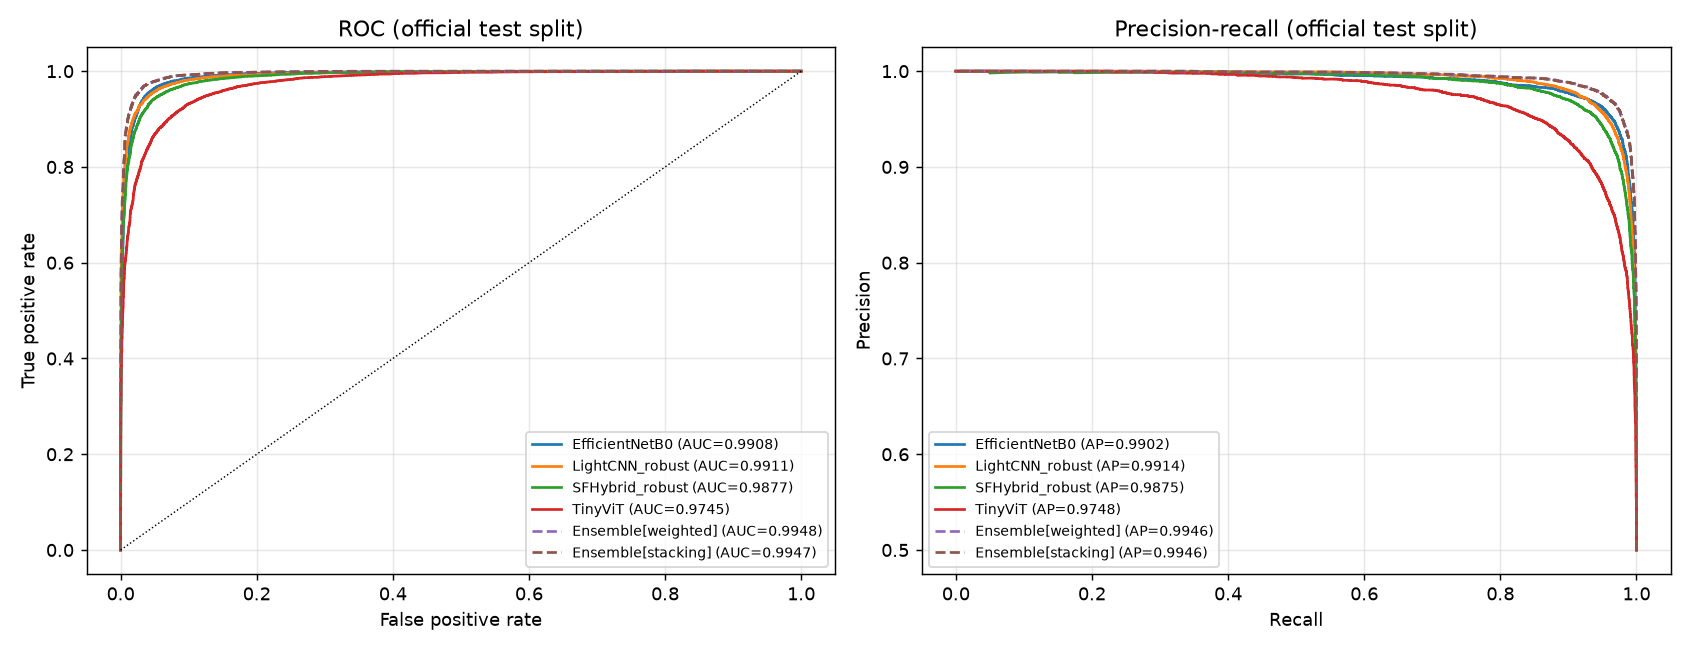 ROC (official test split)
1.0
0.8
0.6
0.4
0.2
0.0
True positive rate
0.0 0.2 0.4 0.6 0.8 1.0
False positive rate
EfficientNetB0 (AUC=0.9908)
LightCNN_robust (AUC=0.9911)
SFHybrid_robust (AUC=0.9877)
TinyViT (AUC=0.9745)
Ensemble[weighted] (AUC=0.9948)
Ensemble[stacking] (AUC=0.9947)
Precision-recall (official test split)
1.0
0.9
0.8
0.7
0.6
0.5
Precision
0.0 0.2 0.4 0.6 0.8 1.0
Recall
EfficientNetB0 (AP=0.9902)
LightCNN_robust (AP=0.9914)
SFHybrid_robust (AP=0.9875)
TinyViT (AP=0.9748)
Ensemble[weighted] (AP=0.9946)
Ensemble[stacking] (AP=0.9946)